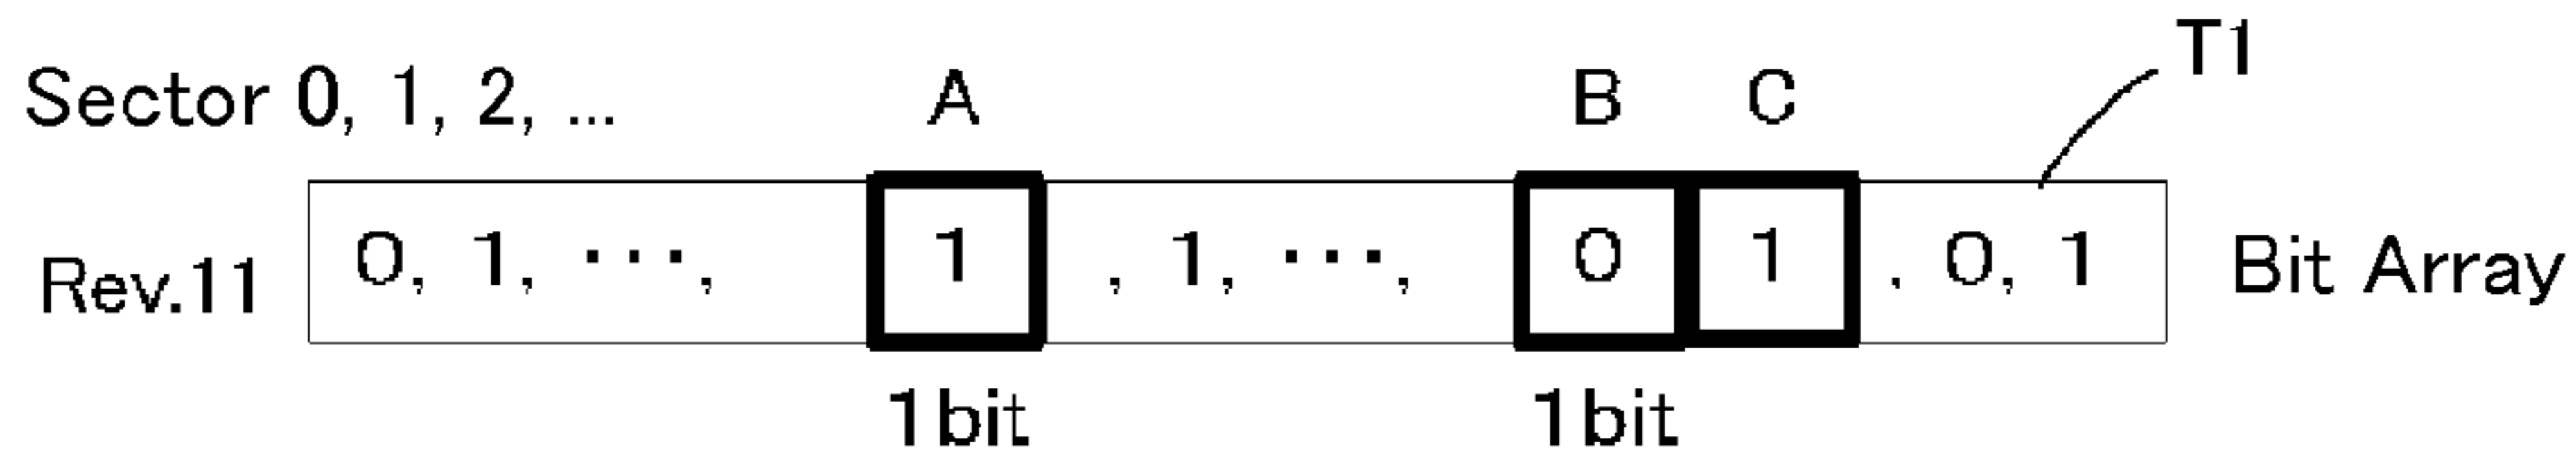 T1
Sector 0, 1, 2, ... A B C
Rev.11 0, 1, ···, 1 , 1, ···, 0 1 , 0, 1 Bit Array
1bit 1bit